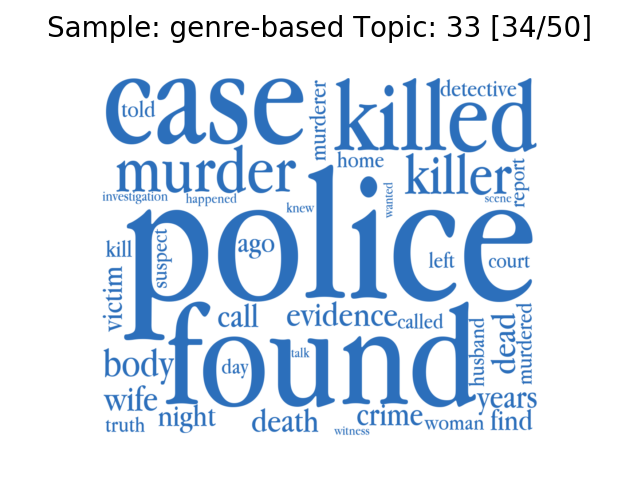 Sample: genre-based Topic: 33 [34/50]
case
told
murderer
killed
detective
murder
home
killer
report
investigation
happened
knew
wanted
scene
police
kill
suspect
ago
left
court
victim
found
call
evidence
called
husband
dead
murdered
body
day
talk
wife
years
truth
night
death
witness
crime
woman
find